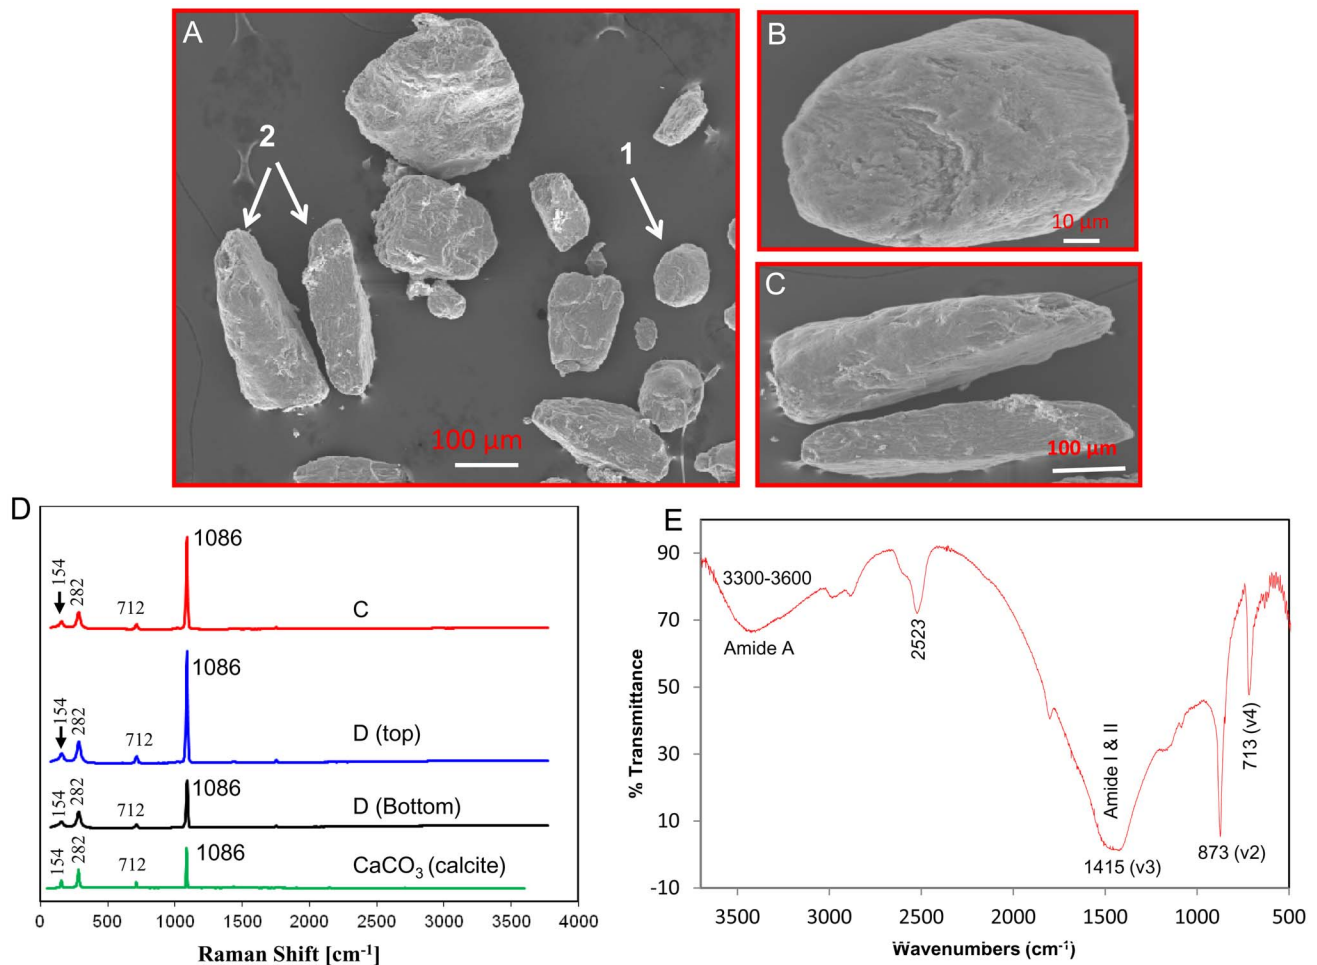 A
2
1
100 µm
B
10 µm
C
100 µm
D
1086
154
282
712
C
1086
154
282
712
D (top)
1086
154
282
712
D (Bottom)
1086
154
282
712
CaCO₃ (calcite)
0 500 1000 1500 2000 2500 3000 3500 4000
Raman Shift [cm⁻¹]
E
90
70
50
30
10
-10
% Transmittance
3300-3600
Amide A
2523
Amide I & II
1415 (v3)
873 (v2)
713 (v4)
3500 3000 2500 2000 1500 1000 500
Wavenumbers (cm⁻¹)